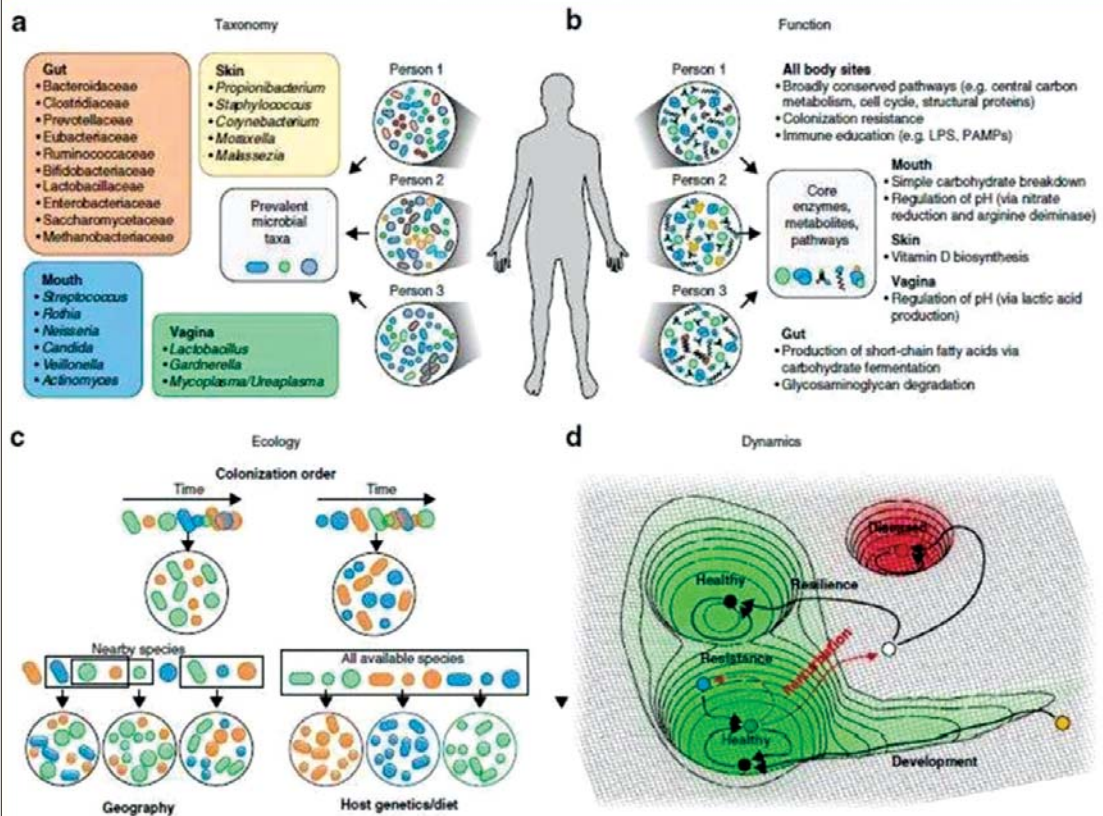 a
Taxonomy
Gut
• Bacteroidaceae
• Clostridiaceae
• Prevotellaceae
• Eubacteriaceae
• Ruminococcaceae
• Bifidobacteriaceae
• Lactobacillaceae
• Enterobacteriaceae
• Saccharomycetaceae
• Methanobacteriaceae
Skin
• Propionibacterium
• Staphylococcus
• Corynebacterium
• Moraxella
• Malassezia
Prevalent
microbial
taxa
Mouth
• Streptococcus
• Rothia
• Neisseria
• Candida
• Veillonella
• Actinomyces
Vagina
• Lactobacillus
• Gardnerella
• Mycoplasma/Ureaplasma
Person 1
Person 2
Person 3
b
Function
Person 1
Person 2
Person 3
Core
enzymes,
metabolites,
pathways
All body sites
• Broadly conserved pathways (e.g. central carbon
metabolism, cell cycle, structural proteins)
• Colonization resistance
• Immune education (e.g. LPS, PAMPs)
Mouth
• Simple carbohydrate breakdown
• Regulation of pH (via nitrate
reduction and arginine deiminase)
Skin
• Vitamin D biosynthesis
Vagina
• Regulation of pH (via lactic acid
production)
Gut
• Production of short-chain fatty acids via
carbohydrate fermentation
• Glycosaminoglycan degradation
c
Ecology
Colonization order
Time
Time
Nearby species
All available species
Geography
Host genetics/diet
d
Dynamics
Diseased
Healthy
Resilience
Resistance
Perturbation
Healthy
Development